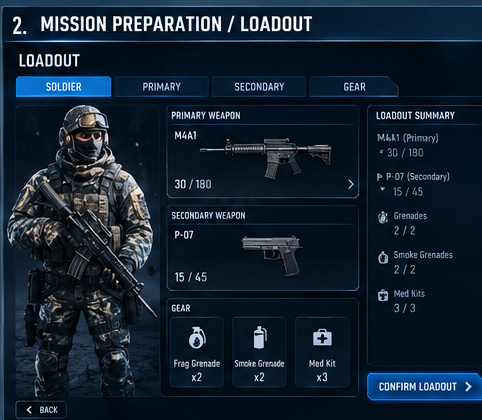 2. MISSION PREPARATION / LOADOUT
LOADOUT
SOLDIER
PRIMARY
SECONDARY
GEAR
PRIMARY WEAPON
M4A1
30 / 180
SECONDARY WEAPON
P-07
15 / 45
GEAR
Frag Grenade
x2
Smoke Grenade
x2
Med Kit
x3
LOADOUT SUMMARY
M4A1 (Primary)
30 / 180
P-07 (Secondary)
15 / 45
Grenades
2 / 2
Smoke Grenades
2 / 2
Med Kits
3 / 3
BACK
CONFIRM LOADOUT